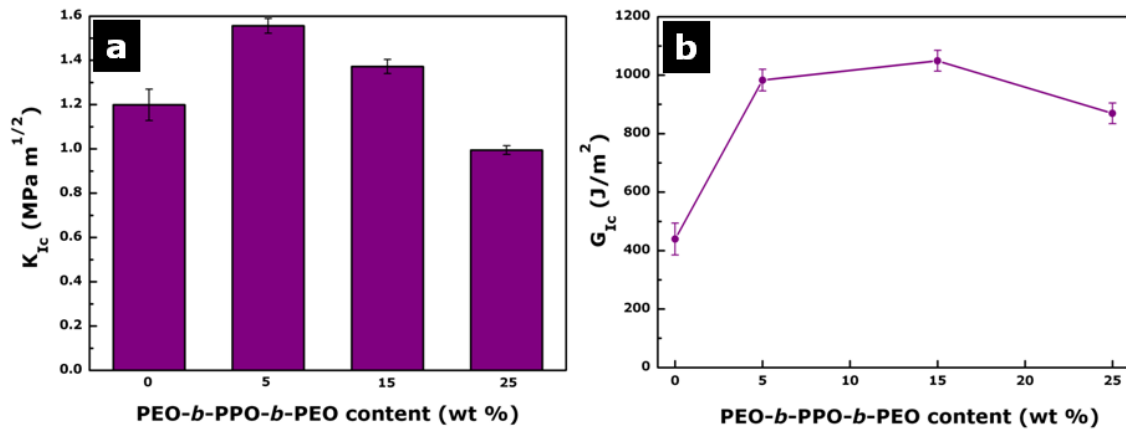 a
K_Ic (MPa m^1/2)
1.6
1.4
1.2
1.0
0.8
0.6
0.4
0.2
0.0
0 5 15 25
PEO-b-PPO-b-PEO content (wt %)
b
G_Ic (J/m^2)
1200
1000
800
600
400
200
0
0 5 10 15 20 25
PEO-b-PPO-b-PEO content (wt %)